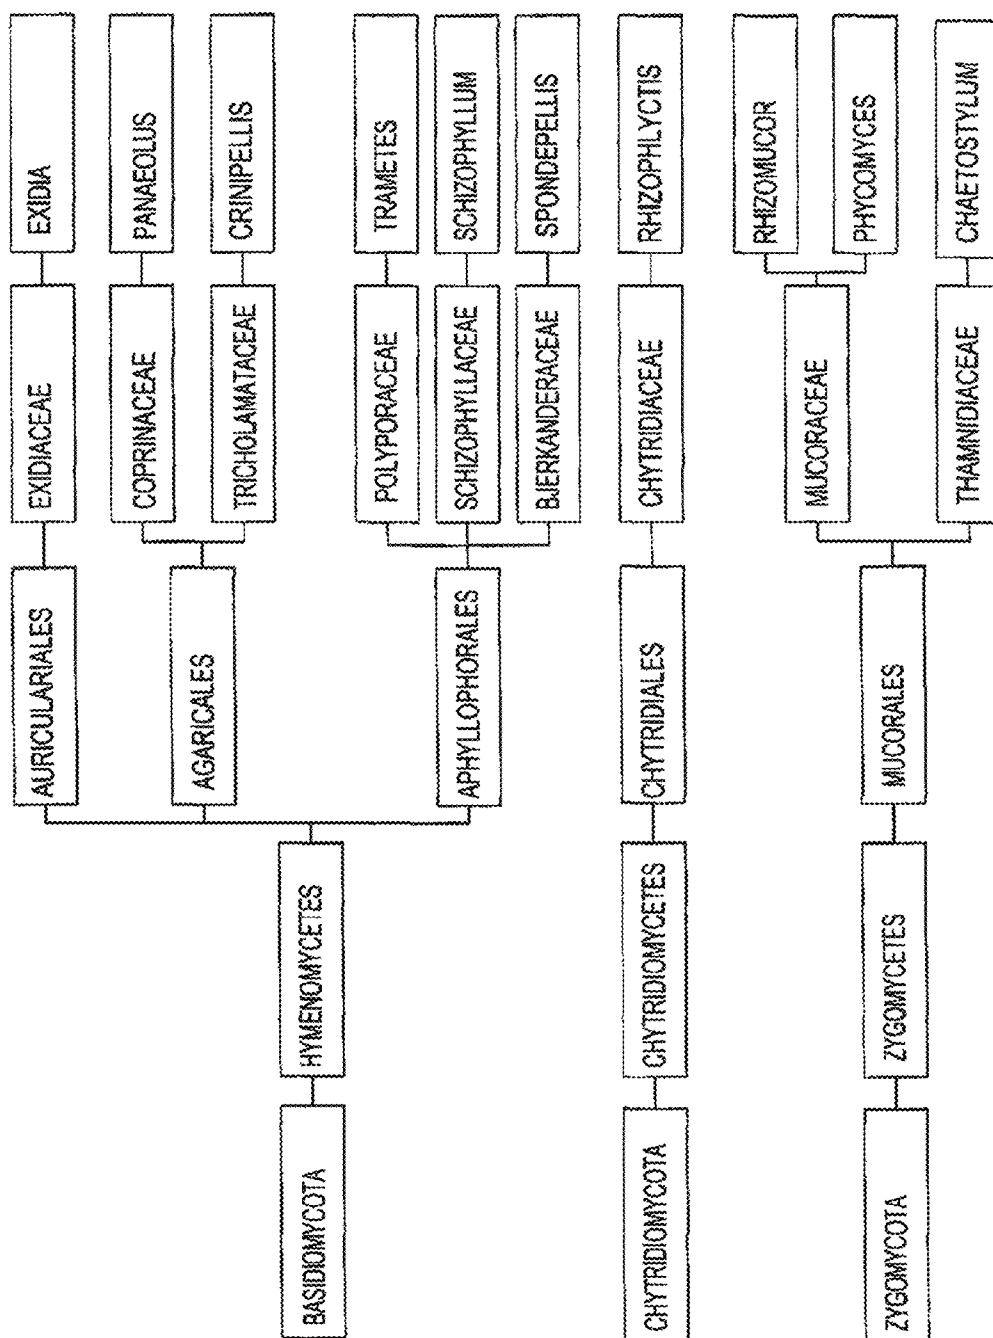 BASIDIOMYCOTA
HYMENOMYCETES
AURICULARIALES
EXIDIACEAE
EXIDIA
AGARICALES
COPRINACEAE
PANAEOLUS
TRICHOLAMATACEAE
CRINIPELLIS
APHYLLOPHORALES
POLYPORACEAE
TRAMETES
SCHIZOPHYLLACEAE
SCHIZOPHYLLUM
BJERKANDERACEAE
SPONDEPELLIS
CHYTRIDIOMYCOTA
CHYTRIDIOMYCETES
CHYTRIDIALES
CHYTRIDIACEAE
RHIZOPHLYCTIS
ZYGOMYCOTA
ZYGOMYCETES
MUCORALES
MUCORACEAE
RHIZOMUCOR
PHYCOMYCES
THAMNIDIACEAE
CHAETOSTYLUM